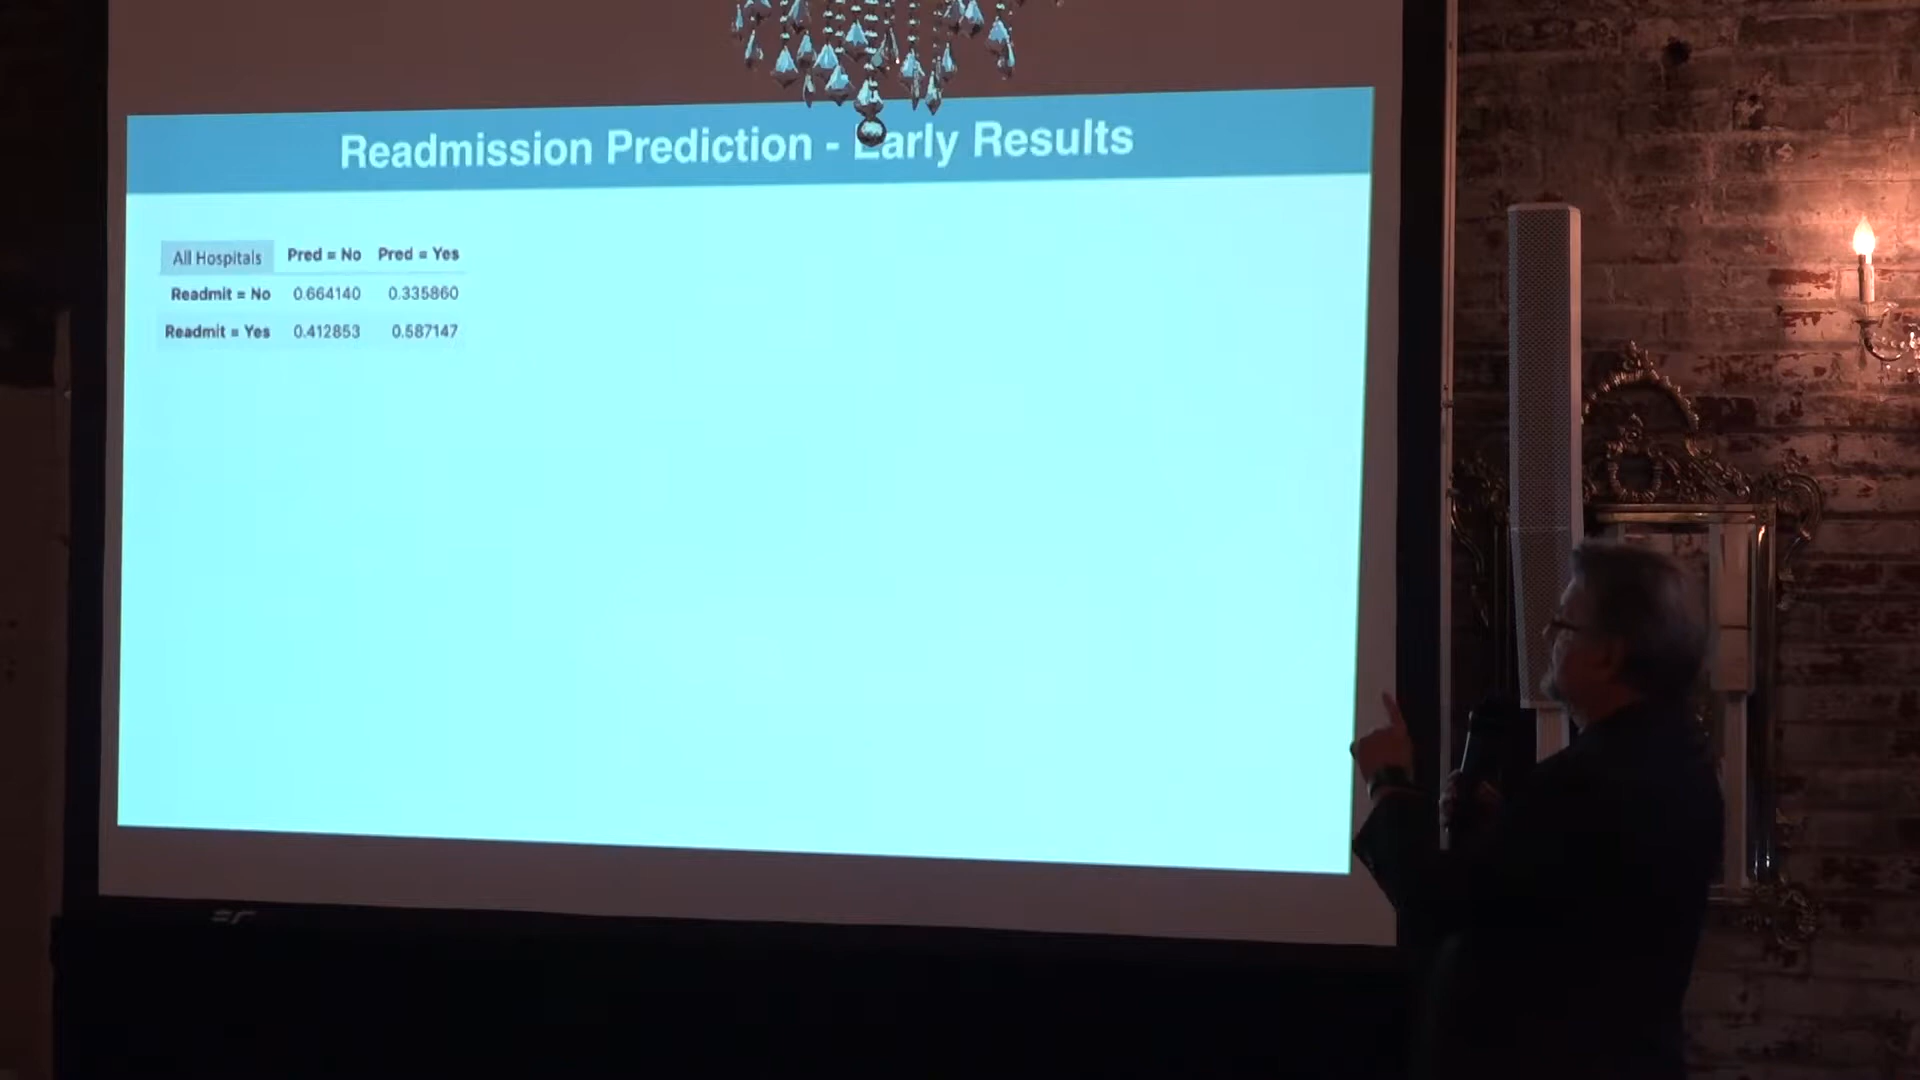 Readmission Prediction - Early Results
All Hospitals Pred = No Pred = Yes
Readmit = No 0.664140 0.335860
Readmit = Yes 0.412853 0.587147